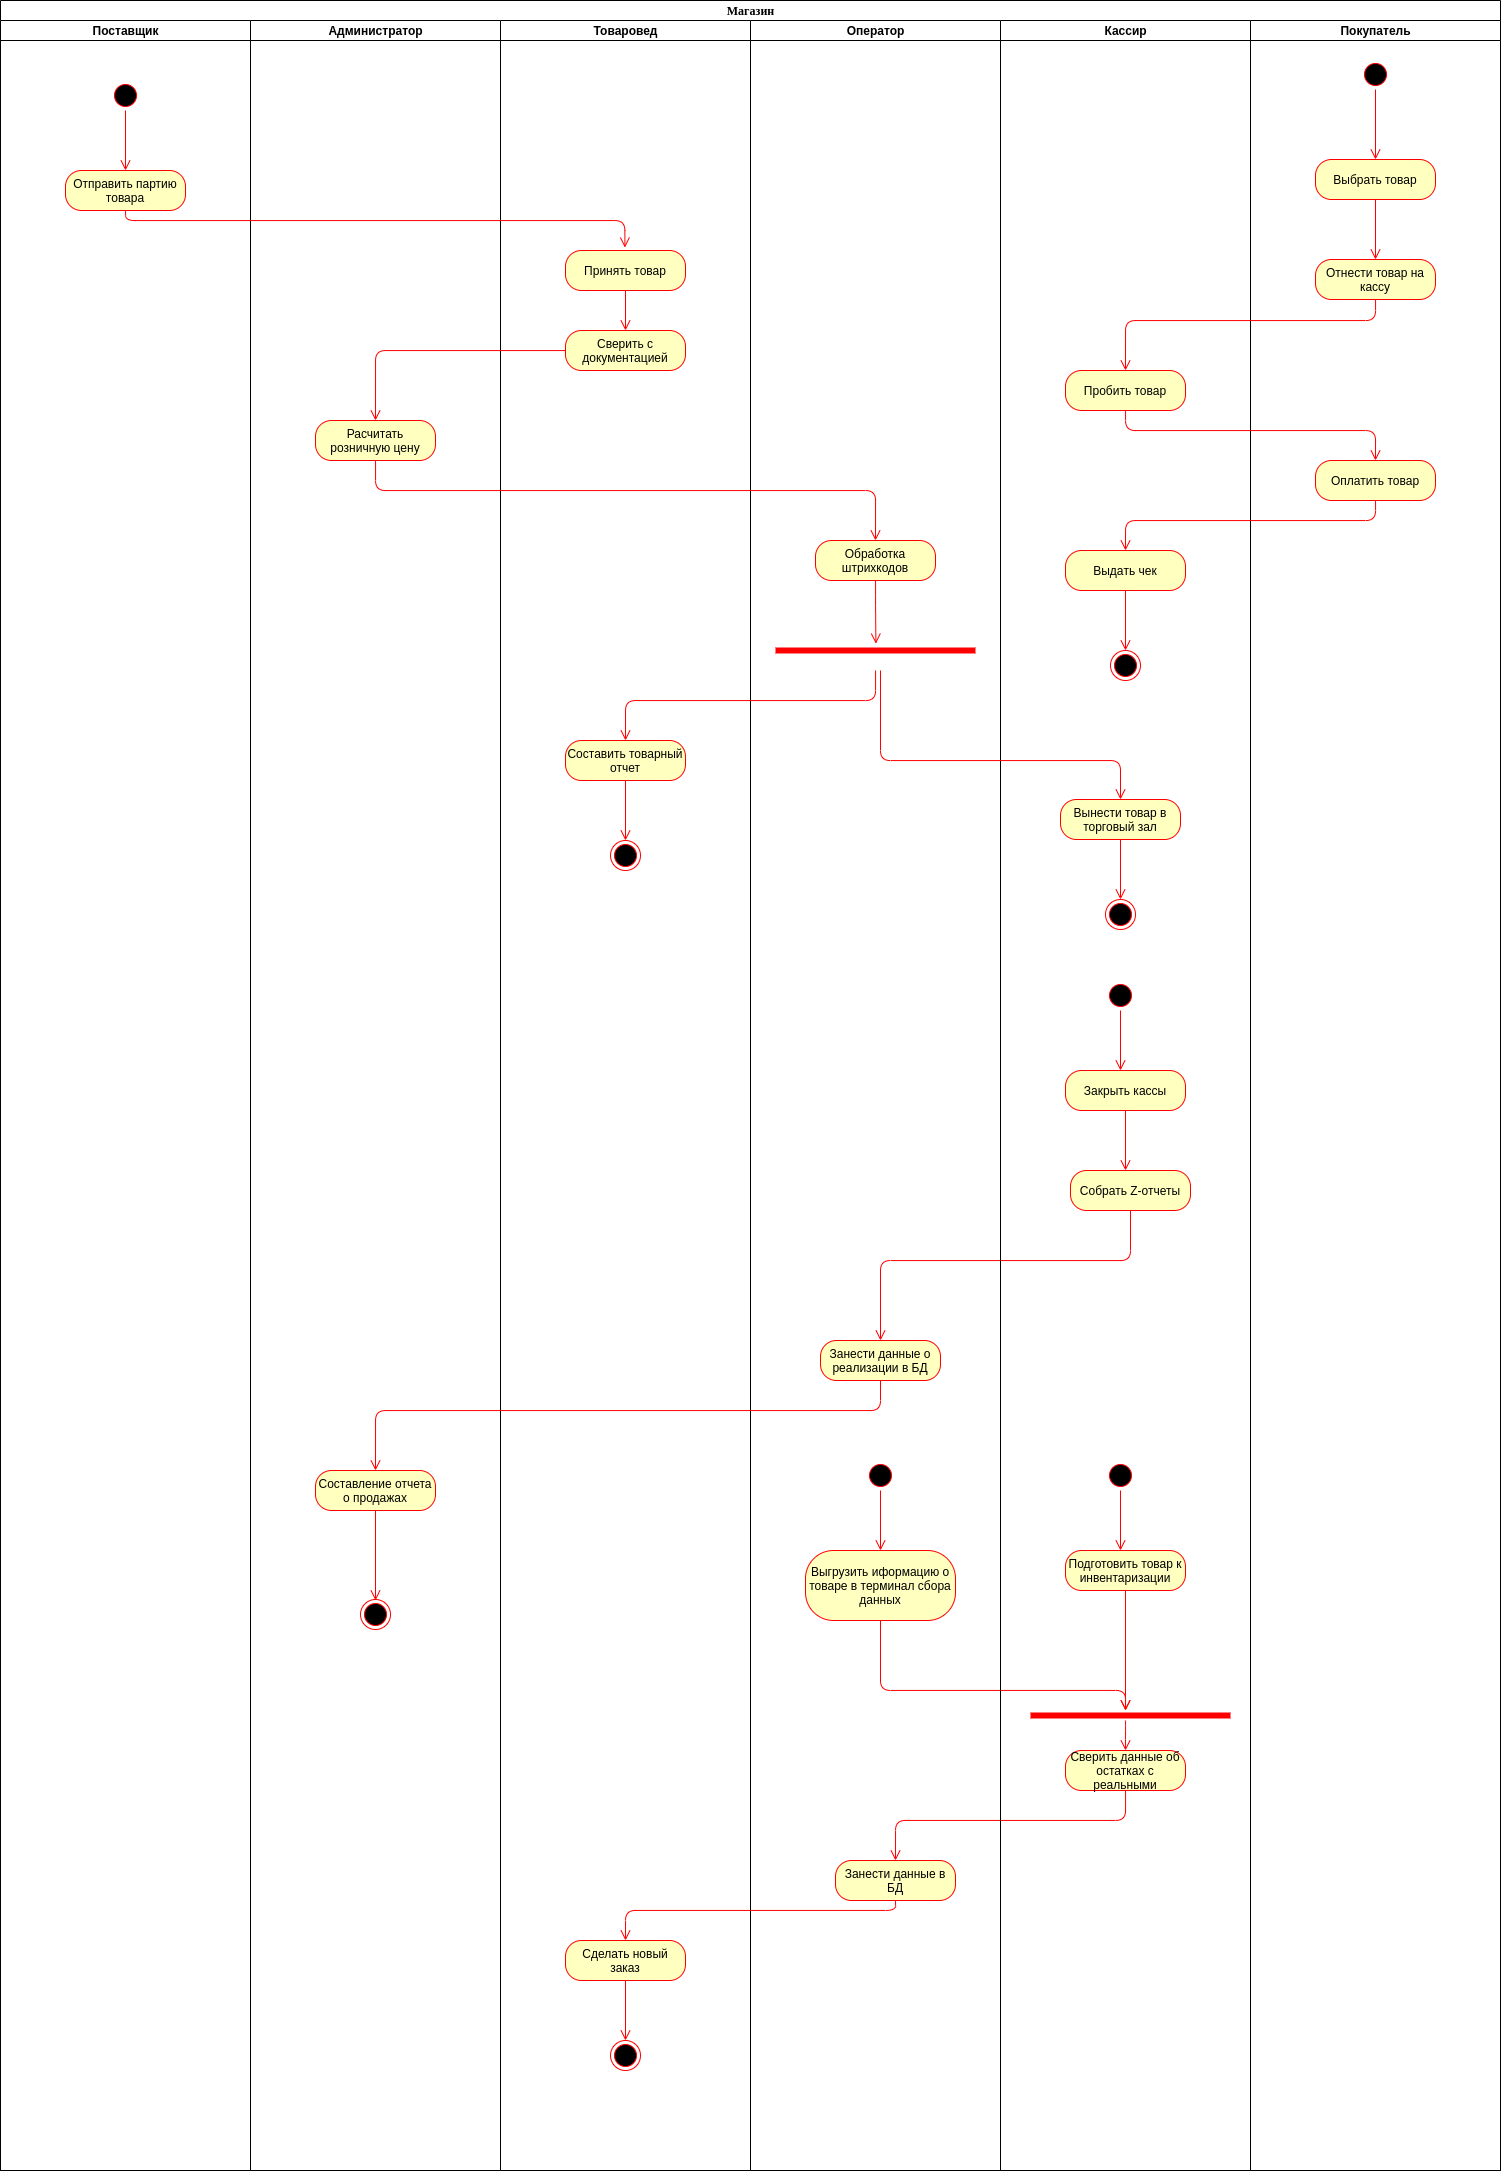 Магазин
Поставщик
Администратор
Товаровед
Оператор
Кассир
Покупатель
Отправить партию
товара
Выбрать товар
Принять товар
Отнести товар на
кассу
Сверить с
документацией
Пробить товар
Расчитать
розничную цену
Оплатить товар
Обработка
штрихкодов
Выдать чек
Составить товарный
отчет
Вынести товар в
торговый зал
Закрыть кассы
Собрать Z-отчеты
Занести данные о
реализации в БД
Составление отчета
о продажах
Выгрузить иформацию о
товаре в терминал сбора
данных
Подготовить товар к
инвентаризации
Сверить данные об
остатках с
реальными
Занести данные в
БД
Сделать новый
заказ